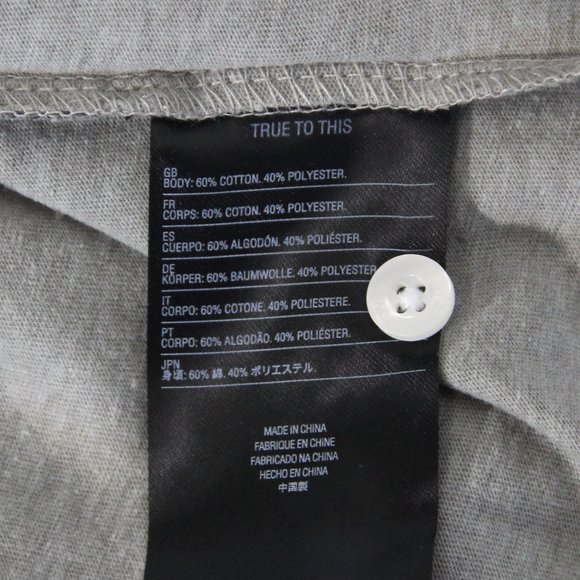 TRUE TO THIS
GB
BODY: 60% COTTON. 40% POLYESTER.
FR
CORPS: 60% COTON. 40% POLYESTER.
ES
CUERPO: 60% ALGODÓN. 40% POLIÉSTER.
DE
KÖRPER: 60% BAUMWOLLE. 40% POLYESTER
IT
CORPO: 60% COTONE. 40% POLIESTERE.
PT
CORPO: 60% ALGODÃO. 40% POLIÉSTER.
JPN
身頃: 60% 綿. 40% ポリエステル.
MADE IN CHINA
FABRIQUE EN CHINE
FABRICADO NA CHINA
HECHO EN CHINA
中国製